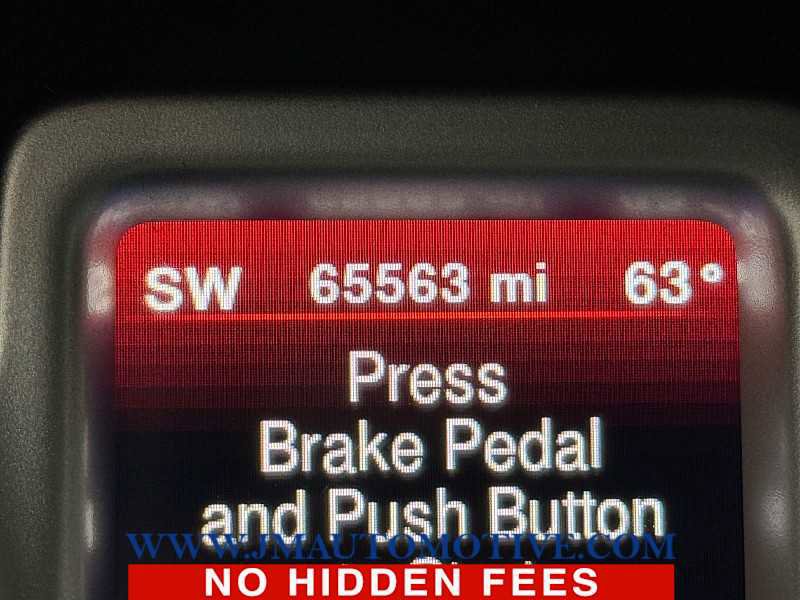 SW 65563 mi 63°
Press
Brake Pedal
and Push Button
WWW.JMAUTOMOTIVE.COM
NO HIDDEN FEES